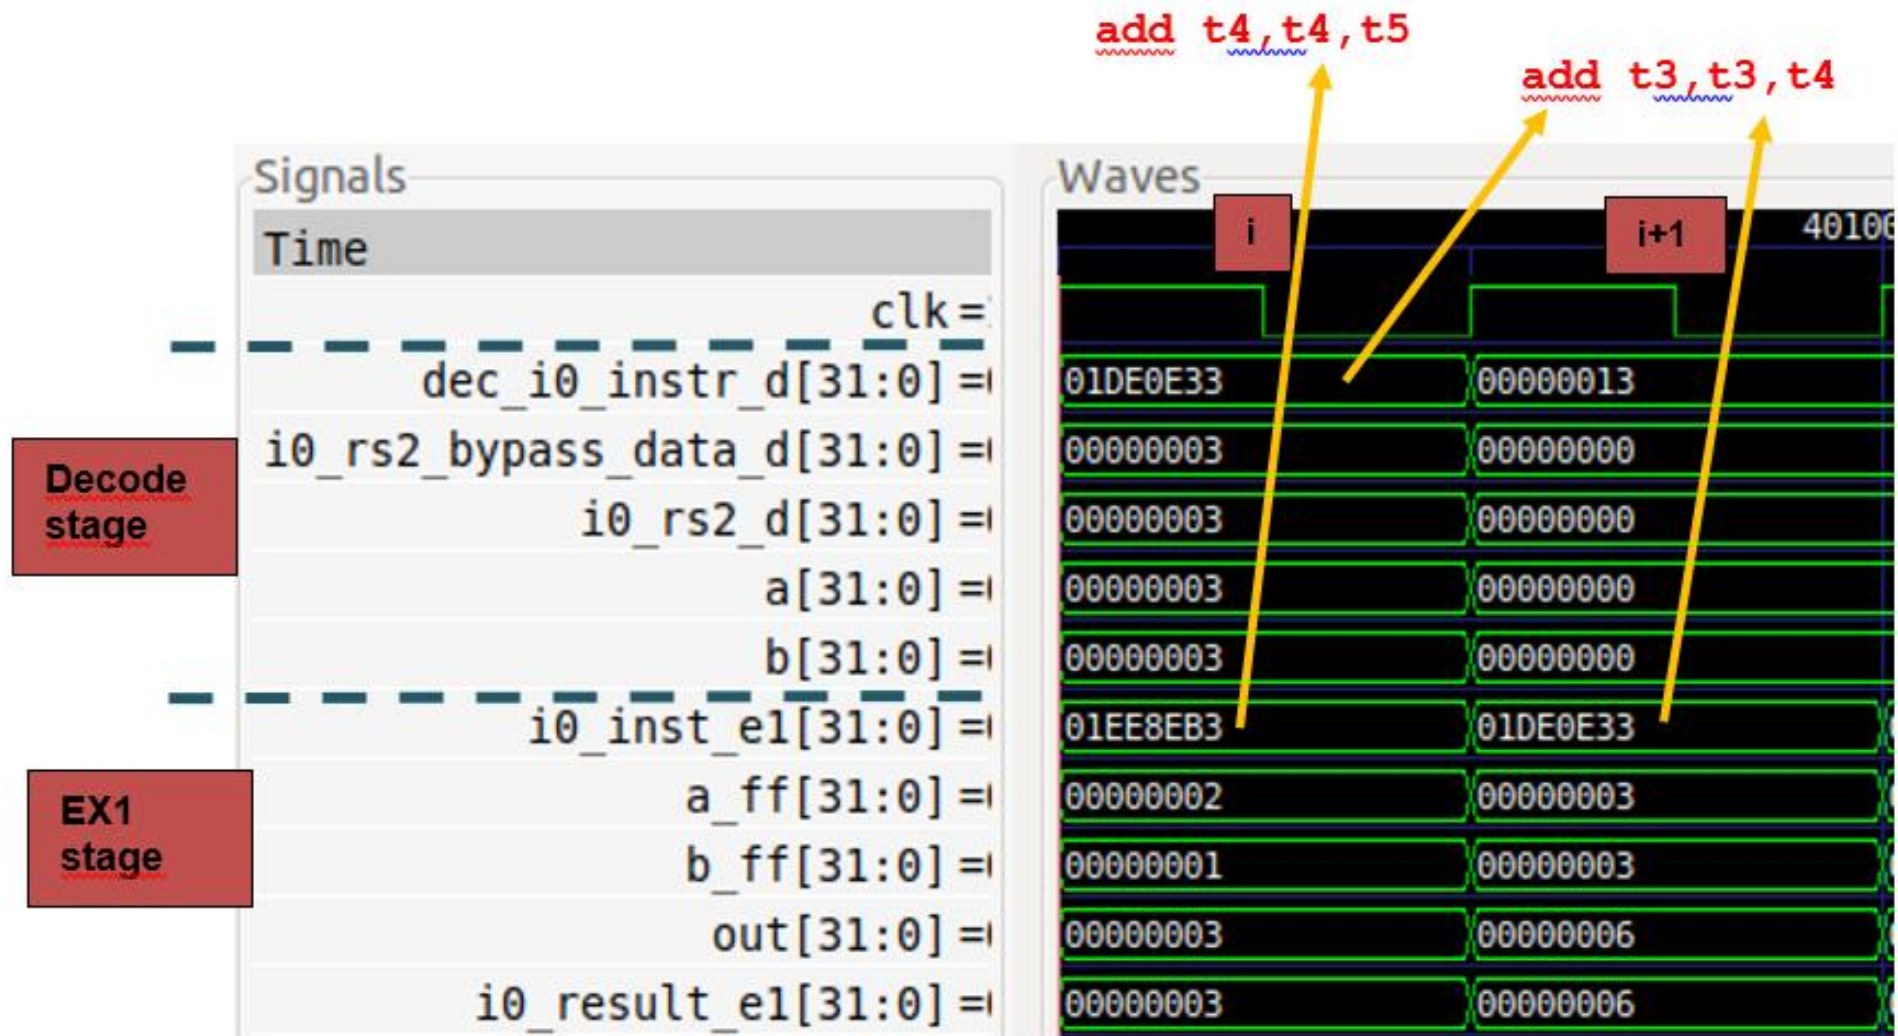 add t4,t4,t5
add t3,t3,t4
Signals
Waves
i
i+1
Time
40100
clk=
dec_i0_instr_d[31:0]=
01DE0E33
00000013
Decode
stage
i0_rs2_bypass_data_d[31:0]=
00000003
00000000
i0_rs2_d[31:0]=
00000003
00000000
a[31:0]=
00000003
00000000
b[31:0]=
00000003
00000000
EX1
stage
i0_inst_e1[31:0]=
01EE8EB3
01DE0E33
a_ff[31:0]=
00000002
00000003
b_ff[31:0]=
00000001
00000003
out[31:0]=
00000003
00000006
i0_result_e1[31:0]=
00000003
00000006